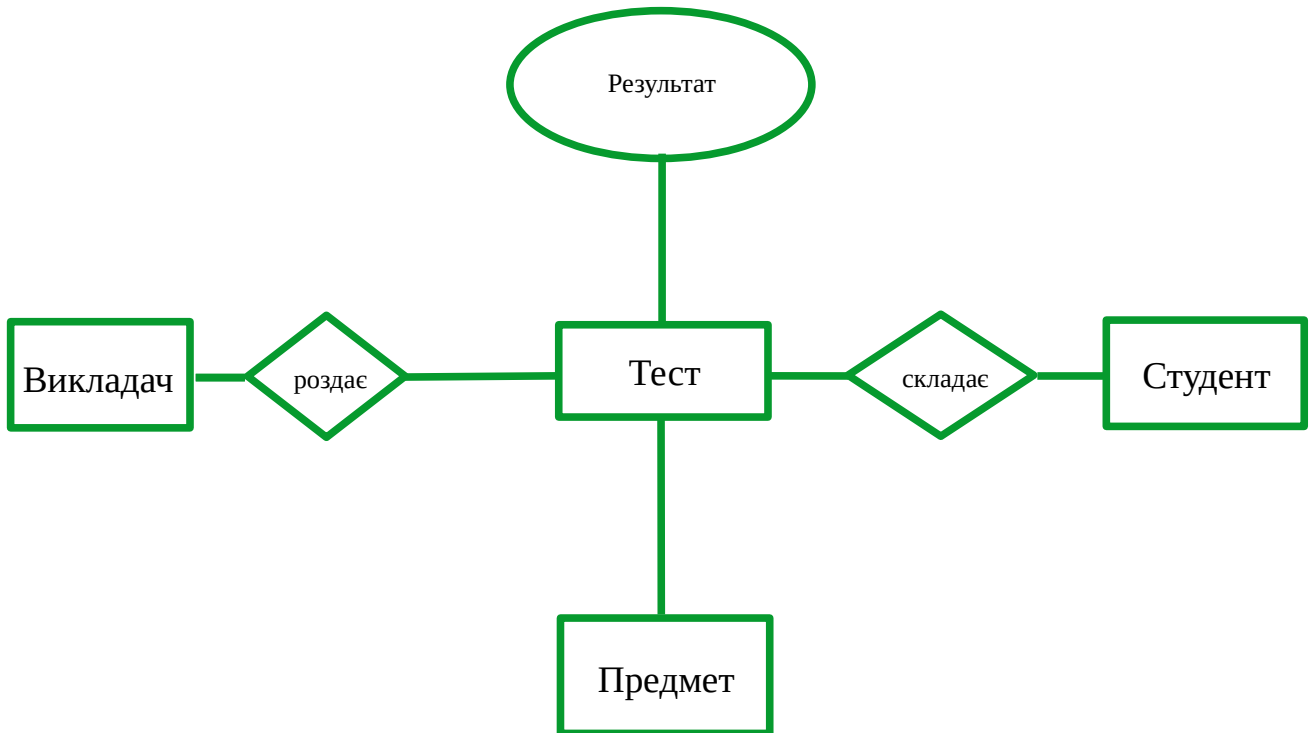 Результат
Викладач
роздає
Тест
складає
Студент
Предмет